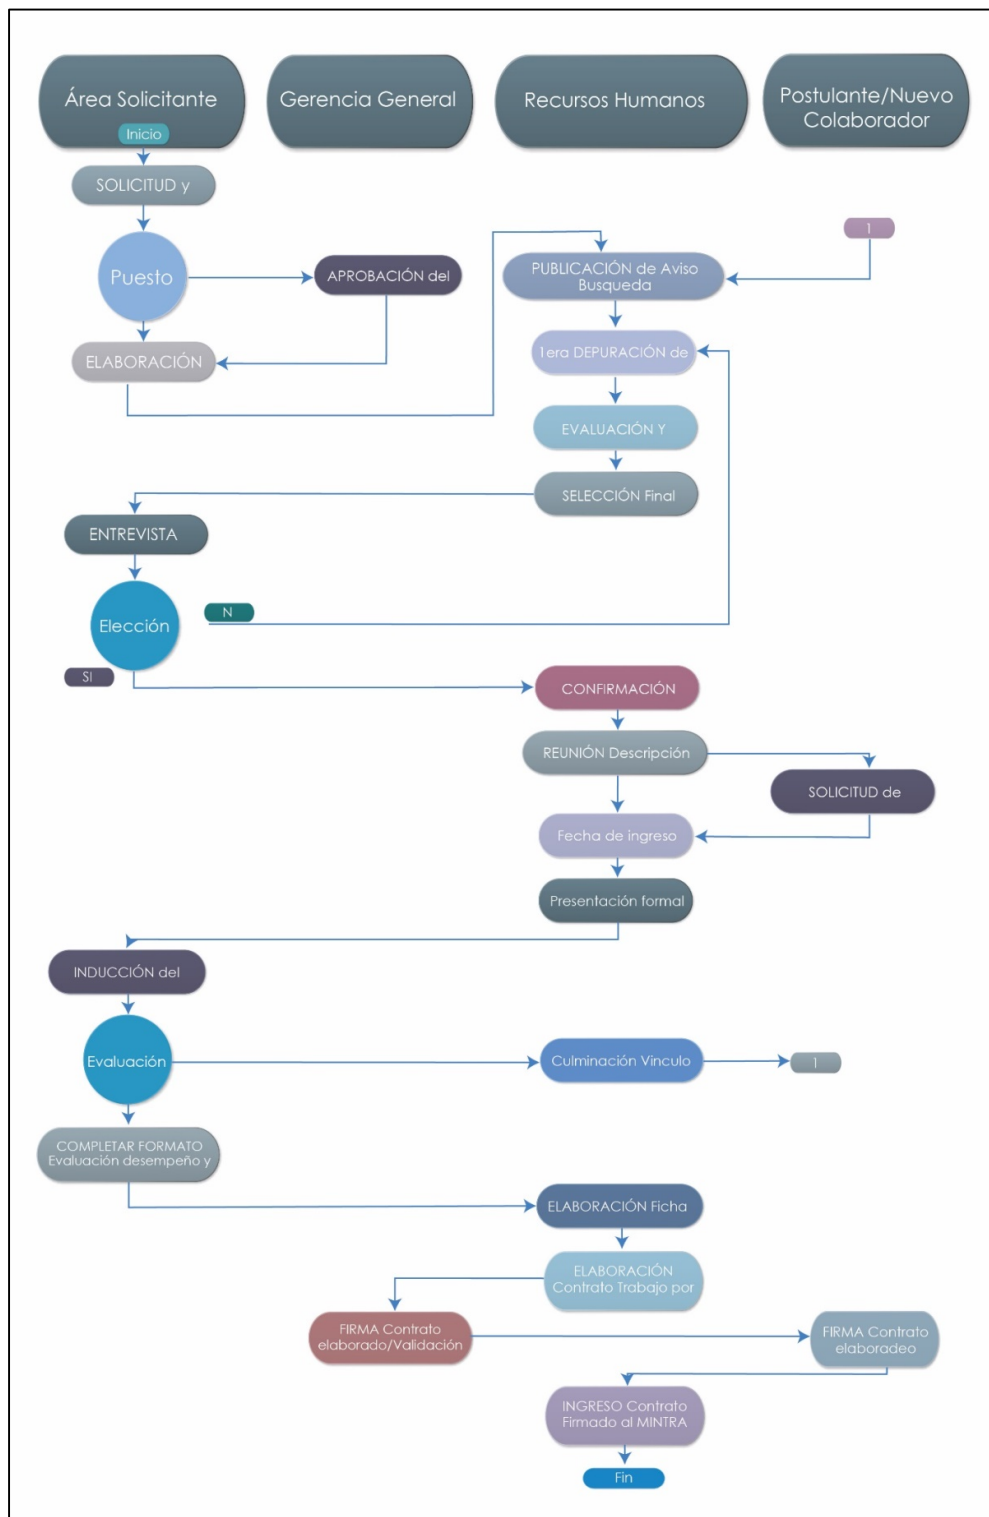 Área Solicitante
Inicio
Gerencia General
Recursos Humanos
Postulante/Nuevo
Colaborador
SOLICITUD y
1
Puesto
APROBACIÓN del
PUBLICACIÓN de Aviso
Busqueda
ELABORACIÓN
1era DEPURACIÓN de
EVALUACIÓN Y
SELECCIÓN Final
ENTREVISTA
Elección
N
SI
CONFIRMACIÓN
REUNIÓN Descripción
SOLICITUD de
Fecha de ingreso
Presentación formal
INDUCCIÓN del
Evaluación
Culminación Vinculo
1
COMPLETAR FORMATO
Evaluación desempeño y
ELABORACIÓN Ficha
ELABORACIÓN
Contrato Trabajo por
FIRMA Contrato
elaborado/Validación
FIRMA Contrato
elaboradeo
INGRESO Contrato
Firmado al MINTRA
Fin